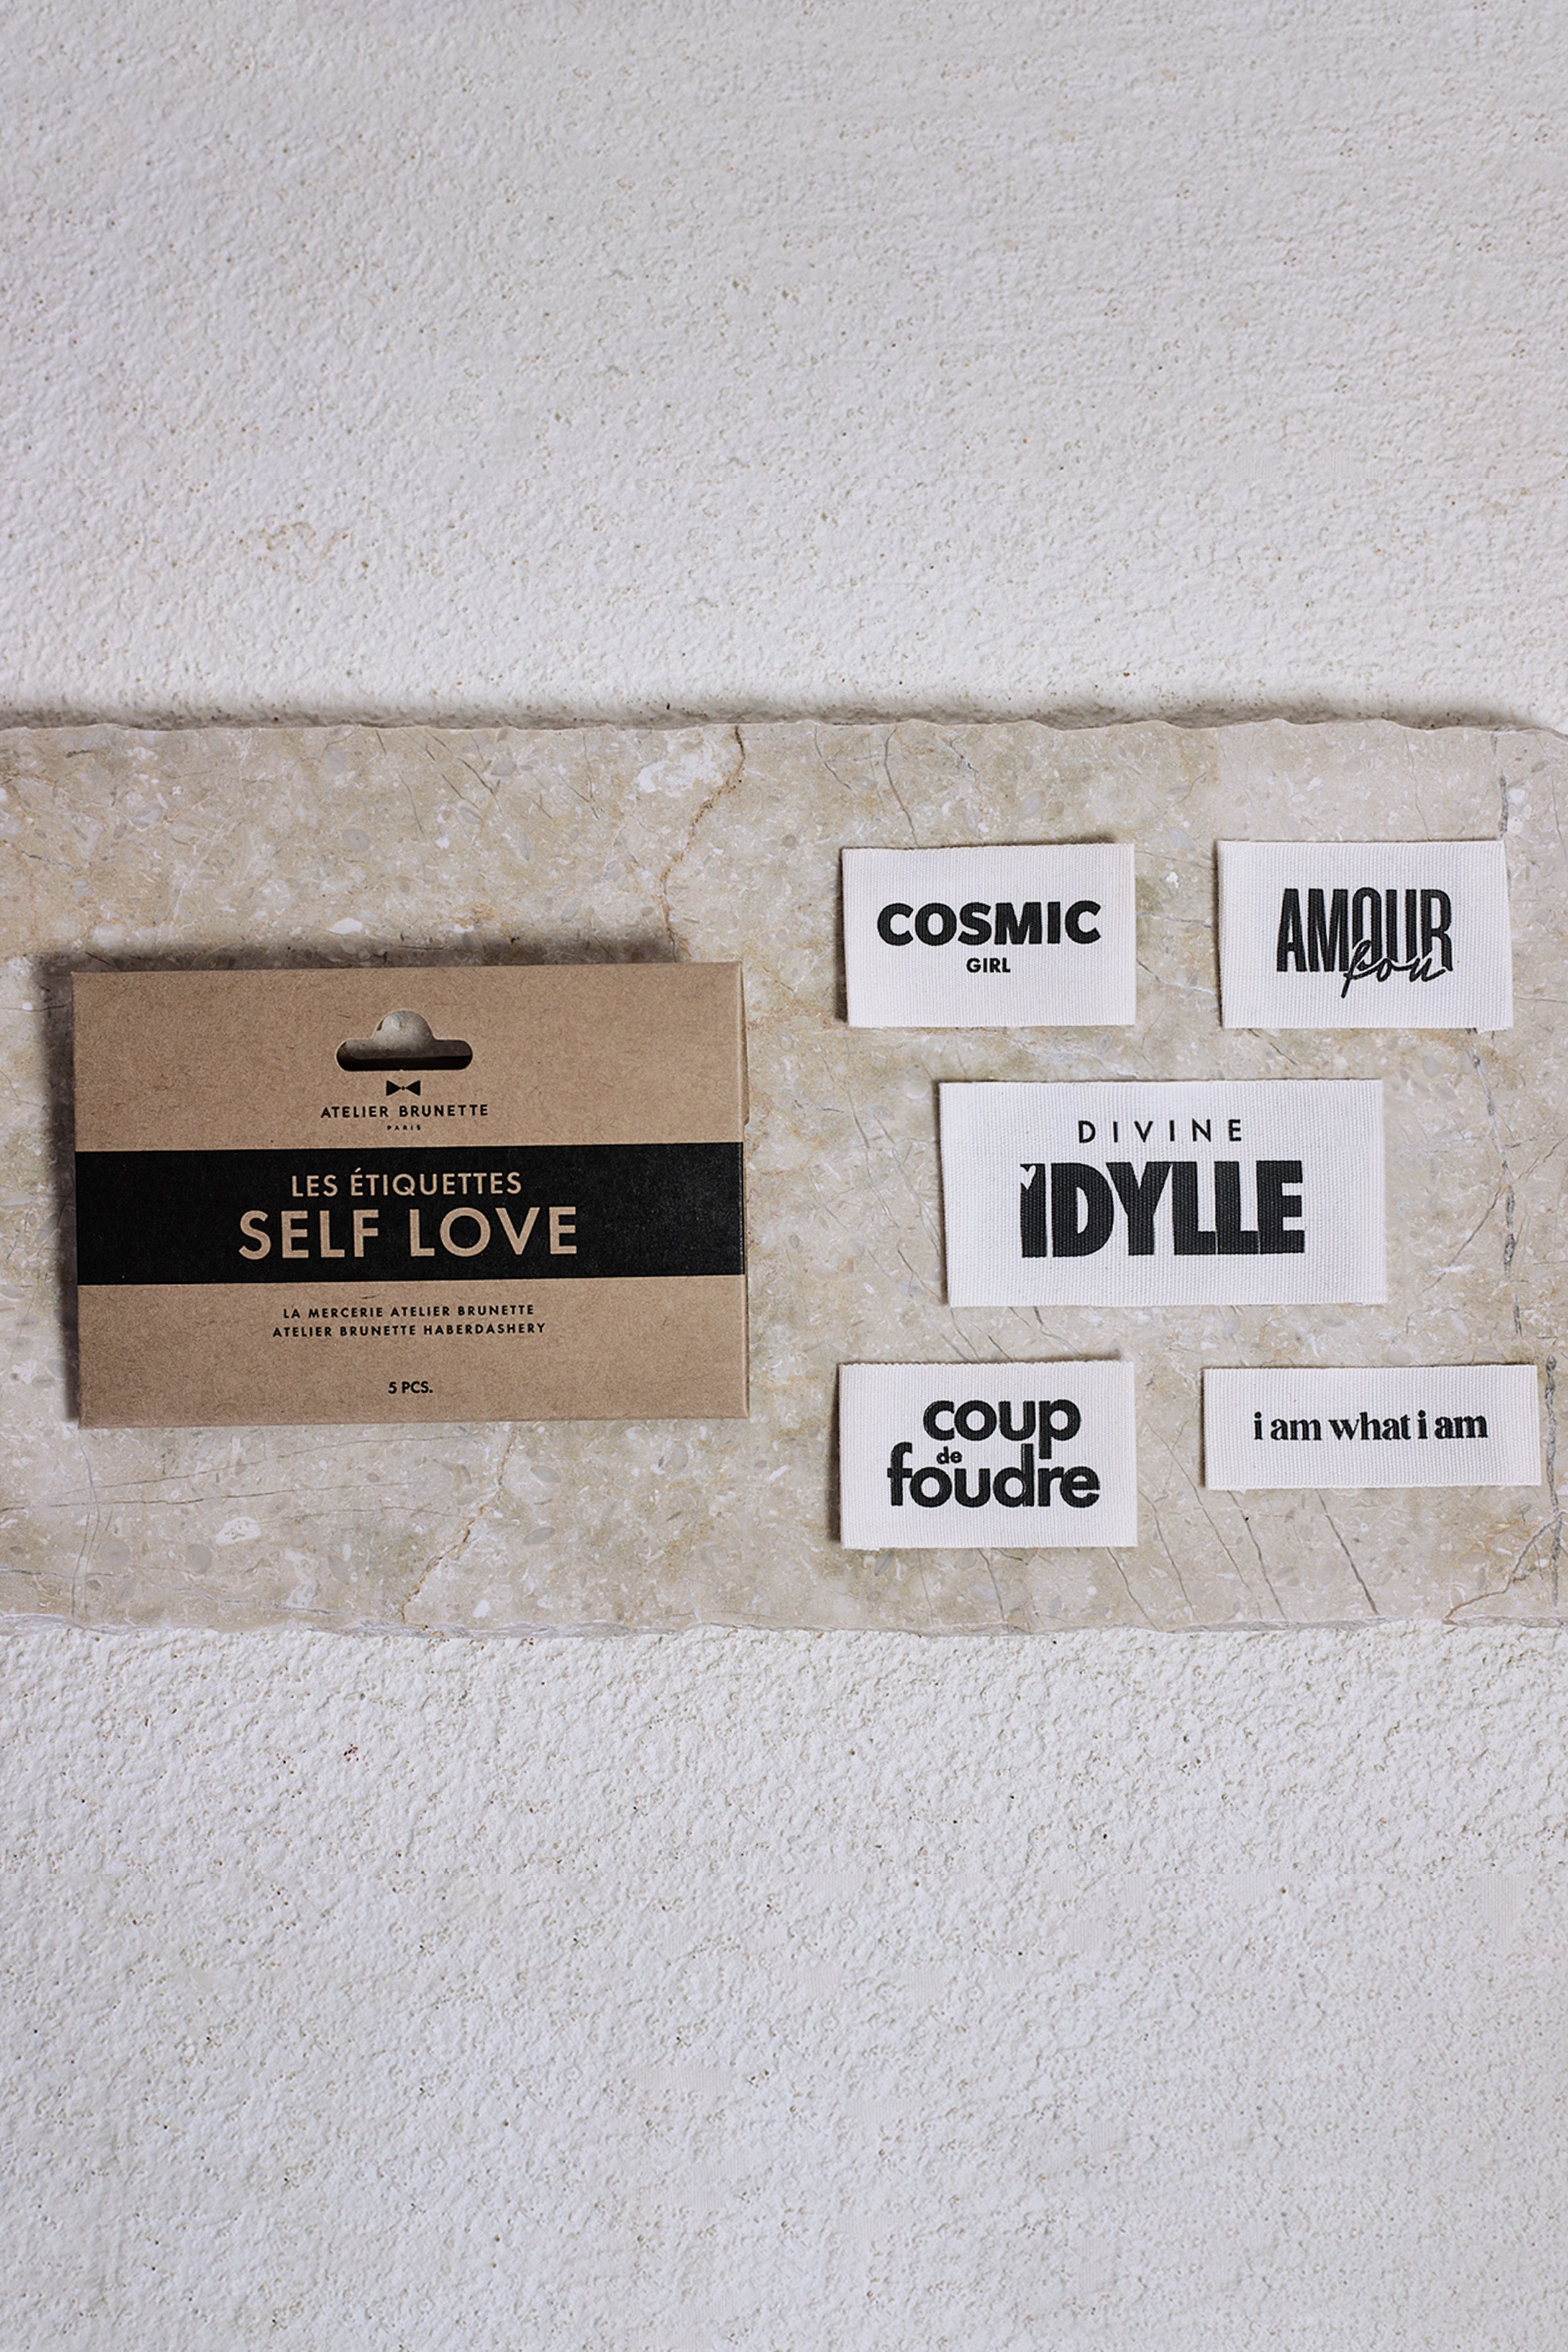 ATELIER BRUNETTE
PARIS
LES ÉTIQUETTES
SELF LOVE
LA MERCERIE ATELIER BRUNETTE
ATELIER BRUNETTE HABERDASHERY
5 PCS.
COSMIC
GIRL
AMOUR
fou
DIVINE
IDYLLE
coup
de
foudre
i am what i am